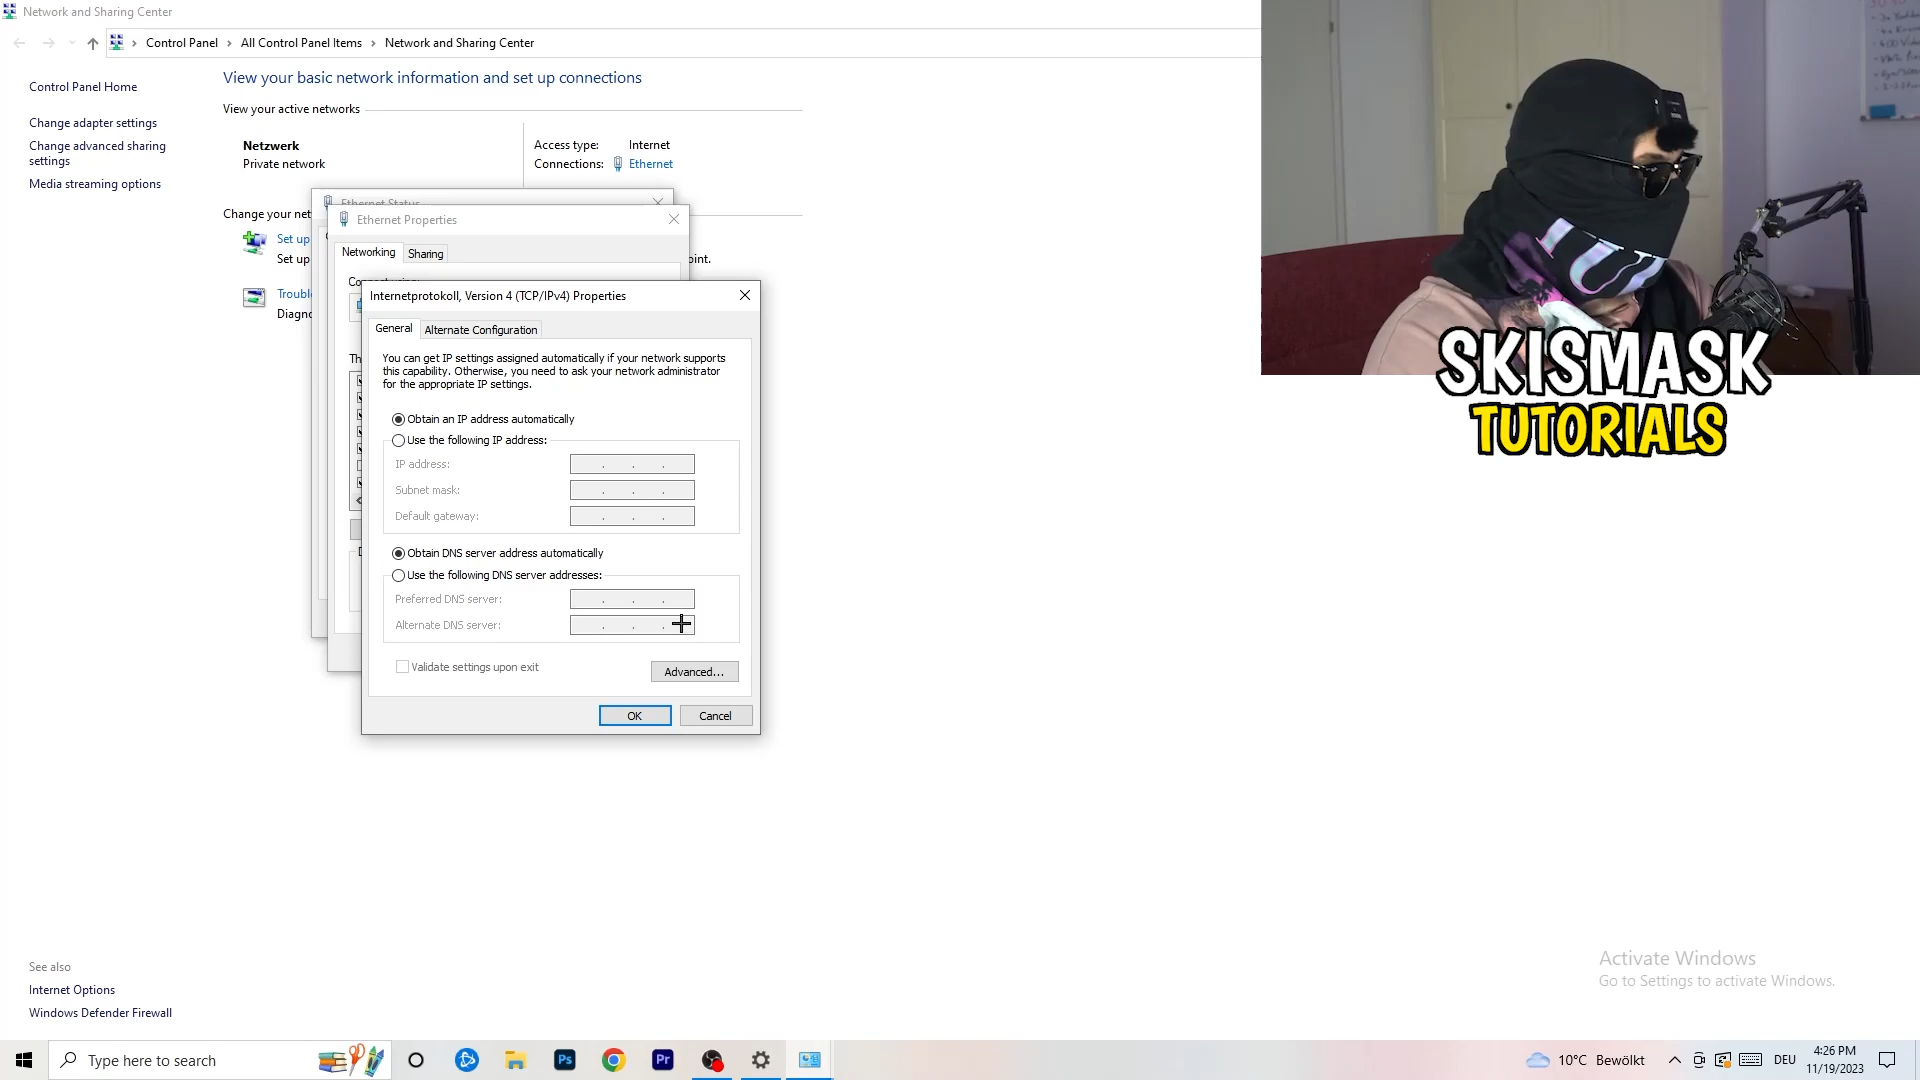 Network and Sharing Center
Control Panel > All Control Panel Items > Network and Sharing Center
Control Panel Home
Change adapter settings
Change advanced sharing
settings
Media streaming options
View your basic network information and set up connections
View your active networks
Netzwerk
Private network
Access type: Internet
Connections: Ethernet
Change your net
Set up
Set up
oint.
Troubl
Diagno
Ethernet Status
Ethernet Properties
Networking
Sharing
Internetprotokoll, Version 4 (TCP/IPv4) Properties
General
Alternate Configuration
You can get IP settings assigned automatically if your network supports
this capability. Otherwise, you need to ask your network administrator
for the appropriate IP settings.
Obtain an IP address automatically
Use the following IP address:
IP address:
Subnet mask:
Default gateway:
Obtain DNS server address automatically
Use the following DNS server addresses:
Preferred DNS server:
Alternate DNS server:
Validate settings upon exit
Advanced...
OK
Cancel
SKISMASK
TUTORIALS
See also
Internet Options
Windows Defender Firewall
Activate Windows
Go to Settings to activate Windows.
Type here to search
Ps
Pr
10°C Bewölkt
DEU
4:26 PM
11/19/2023